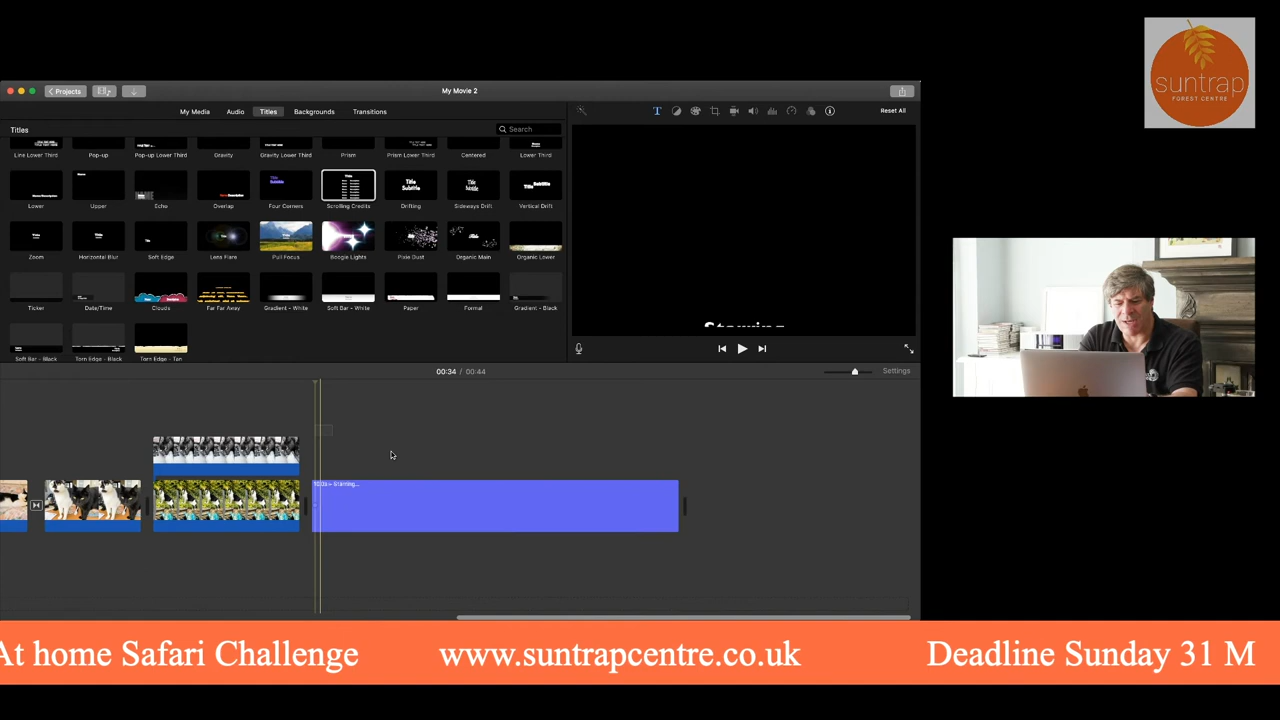 suntrap
FOREST CENTRE
Projects
My Movie 2
My Media Audio Titles Backgrounds Transitions
Reset All
Titles
Search
Line Lower Third Pop-up Pop-up Lower Third Gravity Gravity Lower Third Prism Prism Lower Third Centered Lower Third
Lower Upper Echo Overlap Four Corners Scrolling Credits Drifting Sideways Drift Vertical Drift
Zoom Horizontal Blur Soft Edge Lens Flare Pull Focus Boogie Lights Pixie Dust Organic Main Organic Lower
Ticker Date/Time Clouds Far Far Away Gradient - White Soft Bar - White Paper Formal Gradient - Black
Soft Bar - Black Torn Edge - Black Torn Edge - Tan
Starring
00:34 / 00:44
Settings
10.0s – Starring...
At home Safari Challenge www.suntrapcentre.co.uk Deadline Sunday 31 M